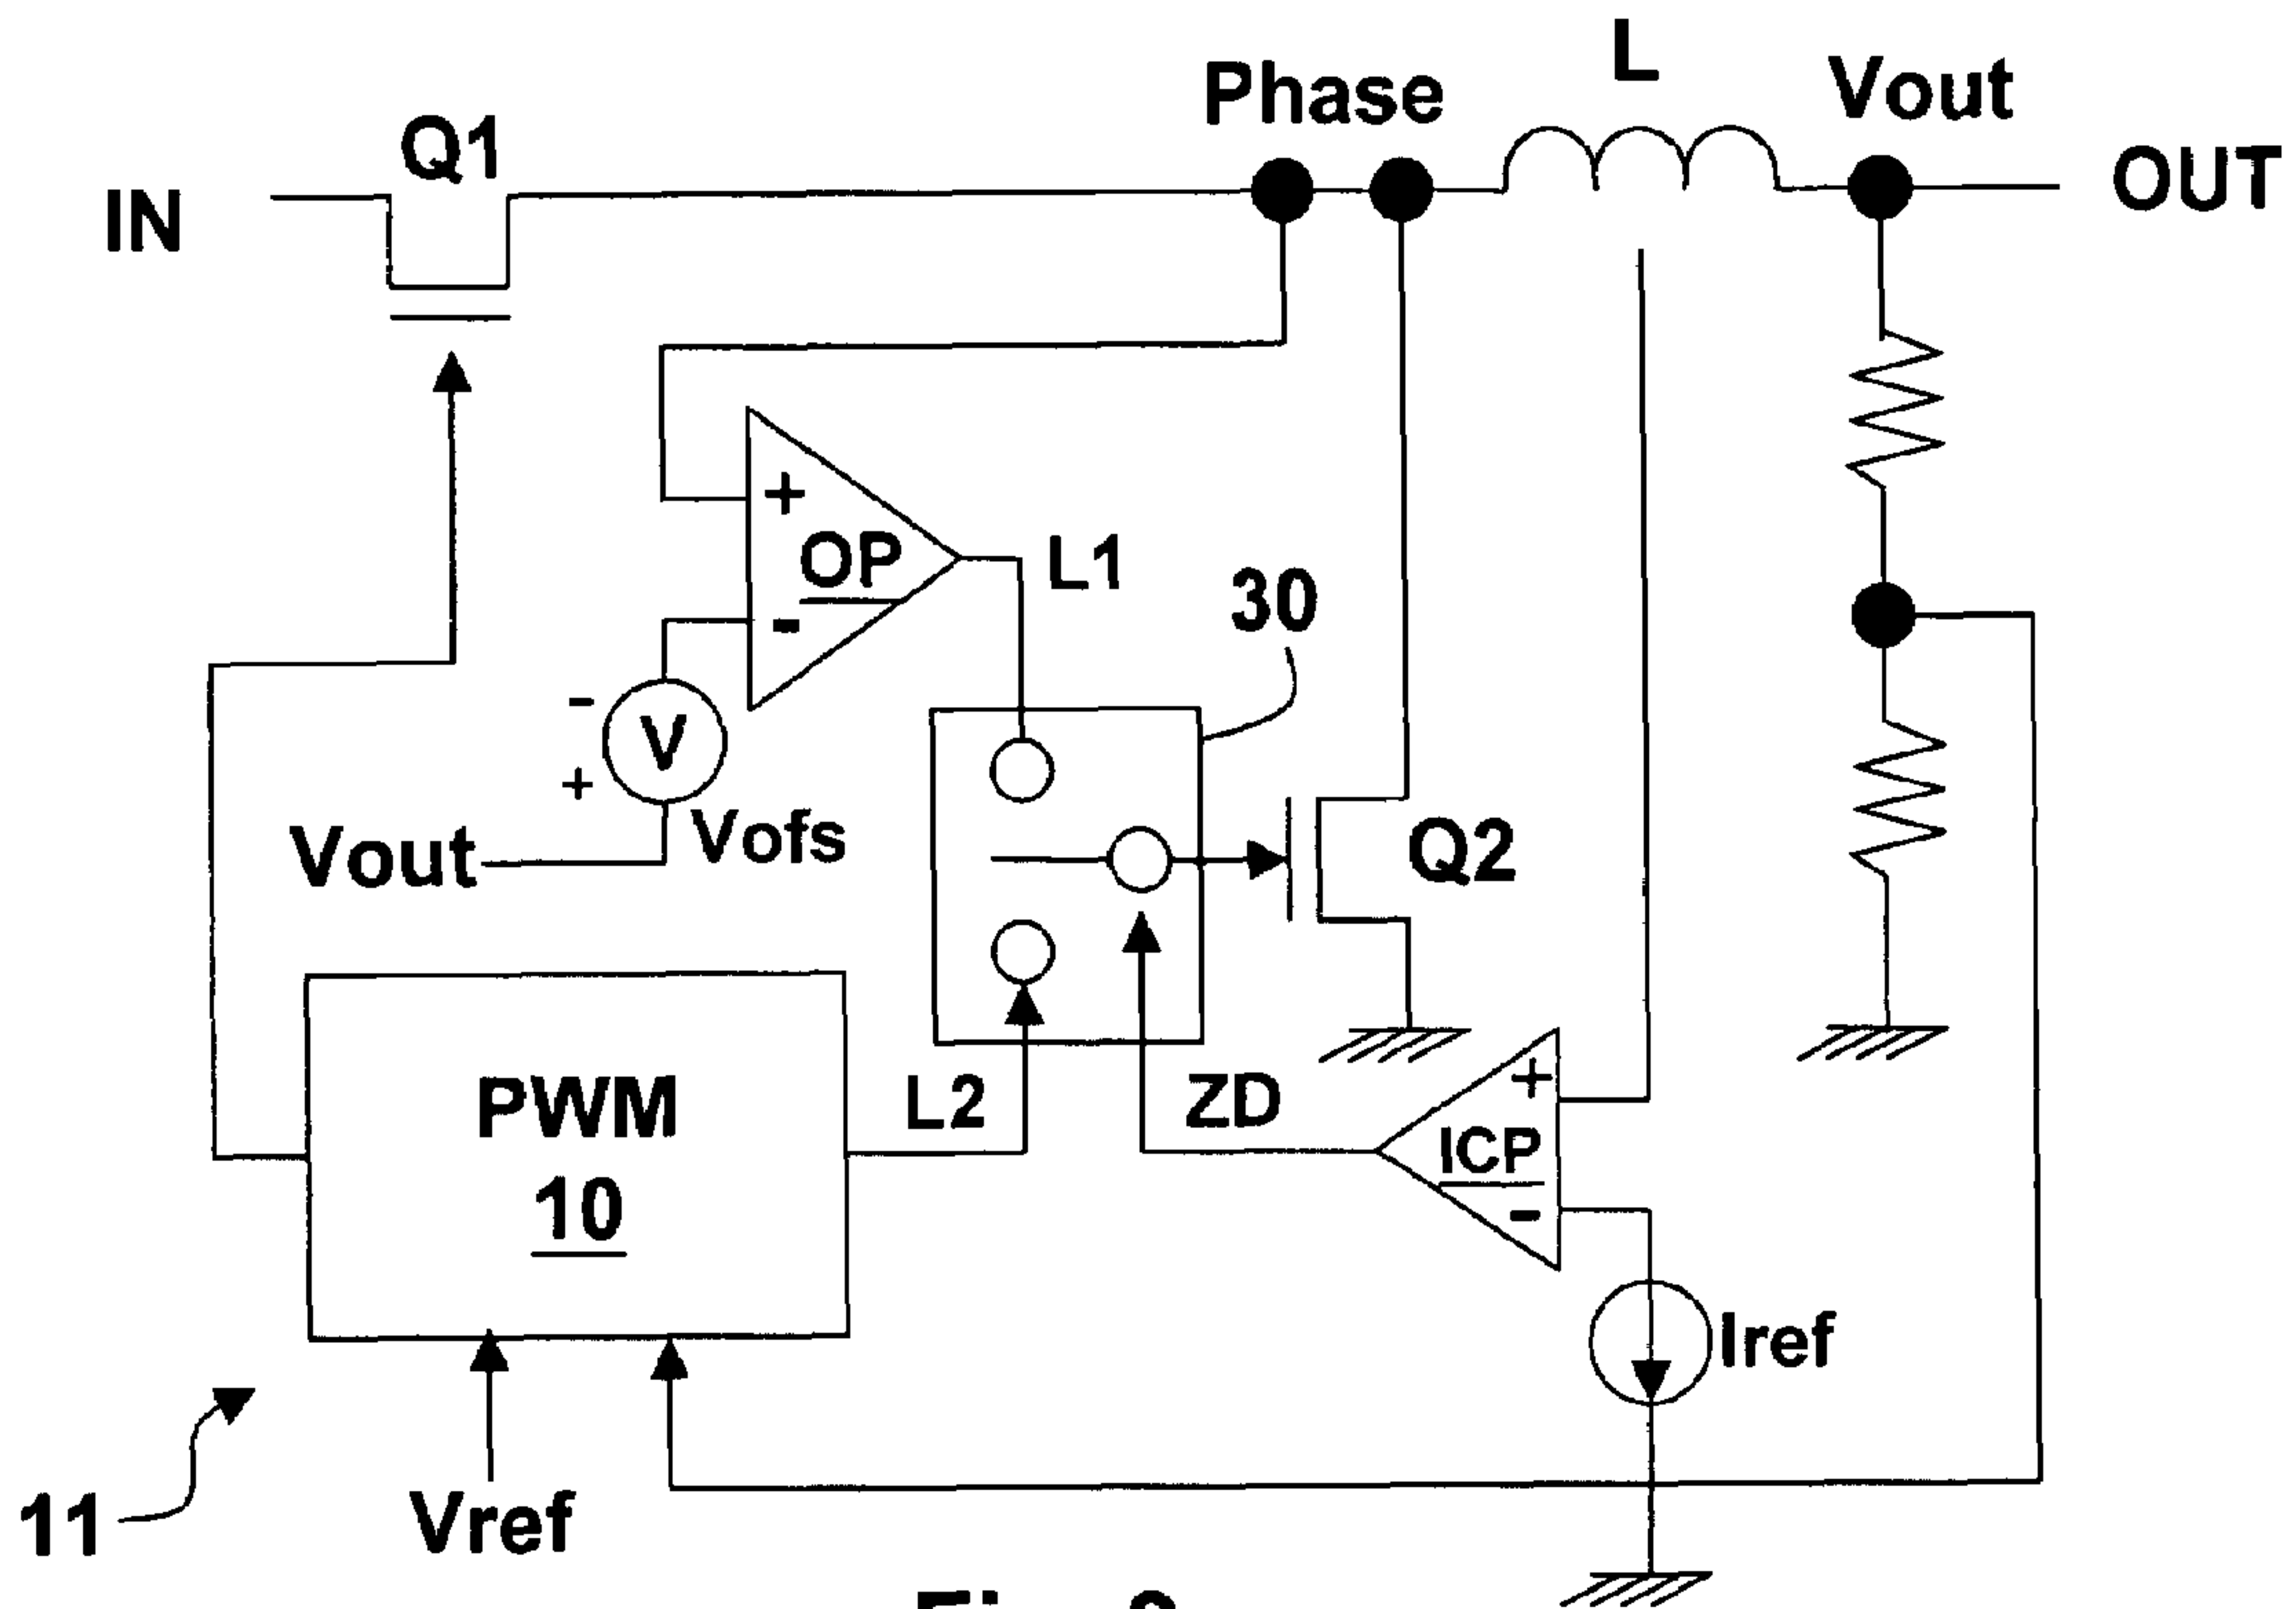 L
Phase
Vout
Q1
IN
OUT
+
OP
-
L1
30
-
V
+
Vofs
Vout
Q2
PWM
10
L2
ZD
+
ICP
-
Iref
11
Vref